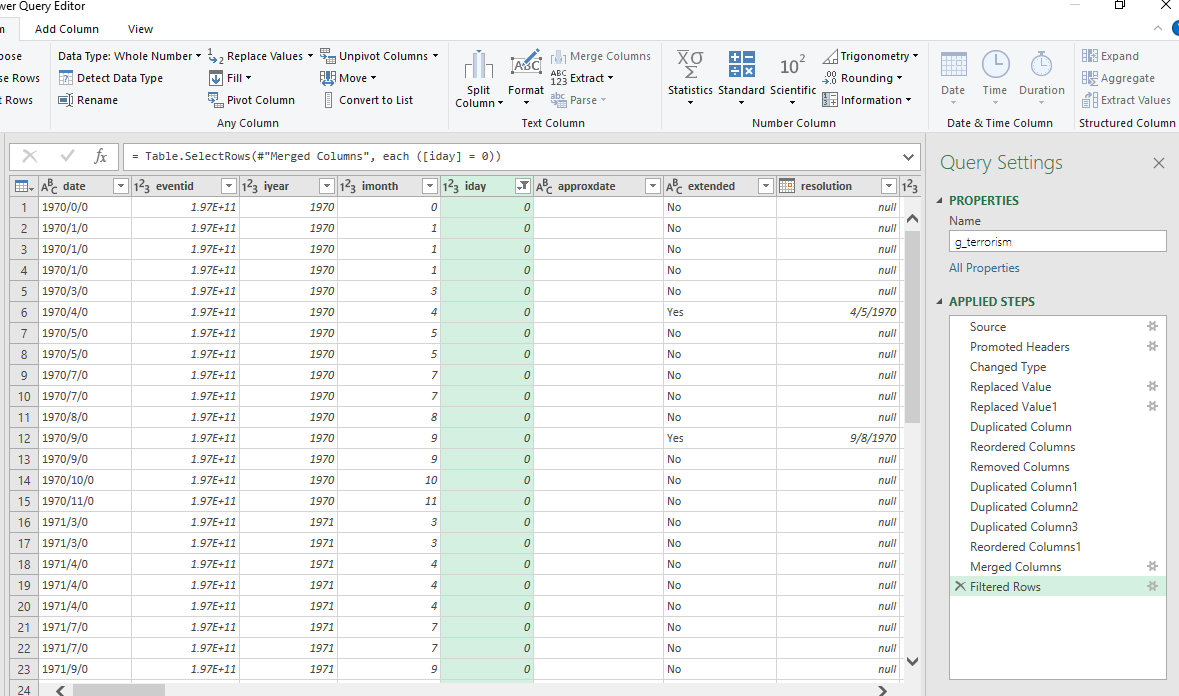 wer Query Editor
m Add Column View
ose Data Type: Whole Number 1 2 Replace Values Unpivot Columns Merge Columns Trigonometry Expand
se Rows Detect Data Type Fill Move ABC 123 Extract Rounding Aggregate
t Rows Rename Pivot Column Convert to List Parse Information Extract Values
Split Column Format Statistics Standard Scientific Date Time Duration
Any Column Text Column Number Column Date & Time Column Structured Column
fx = Table.SelectRows(#"Merged Columns", each ([iday] = 0))
date eventid iyear imonth iday approxdate extended resolution
1 1970/0/0 1.97E+11 1970 0 0 No null
2 1970/1/0 1.97E+11 1970 1 0 No null
3 1970/1/0 1.97E+11 1970 1 0 No null
4 1970/1/0 1.97E+11 1970 1 0 No null
5 1970/3/0 1.97E+11 1970 3 0 No null
6 1970/4/0 1.97E+11 1970 4 0 Yes 4/5/1970
7 1970/5/0 1.97E+11 1970 5 0 No null
8 1970/5/0 1.97E+11 1970 5 0 No null
9 1970/7/0 1.97E+11 1970 7 0 No null
10 1970/7/0 1.97E+11 1970 7 0 No null
11 1970/8/0 1.97E+11 1970 8 0 No null
12 1970/9/0 1.97E+11 1970 9 0 Yes 9/8/1970
13 1970/9/0 1.97E+11 1970 9 0 No null
14 1970/10/0 1.97E+11 1970 10 0 No null
15 1970/11/0 1.97E+11 1970 11 0 No null
16 1971/3/0 1.97E+11 1971 3 0 No null
17 1971/3/0 1.97E+11 1971 3 0 No null
18 1971/4/0 1.97E+11 1971 4 0 No null
19 1971/4/0 1.97E+11 1971 4 0 No null
20 1971/4/0 1.97E+11 1971 4 0 No null
21 1971/7/0 1.97E+11 1971 7 0 No null
22 1971/7/0 1.97E+11 1971 7 0 No null
23 1971/9/0 1.97E+11 1971 9 0 No null
24
Query Settings
PROPERTIES
Name
g_terrorism
All Properties
APPLIED STEPS
Source
Promoted Headers
Changed Type
Replaced Value
Replaced Value1
Duplicated Column
Reordered Columns
Removed Columns
Duplicated Column1
Duplicated Column2
Duplicated Column3
Reordered Columns1
Merged Columns
Filtered Rows